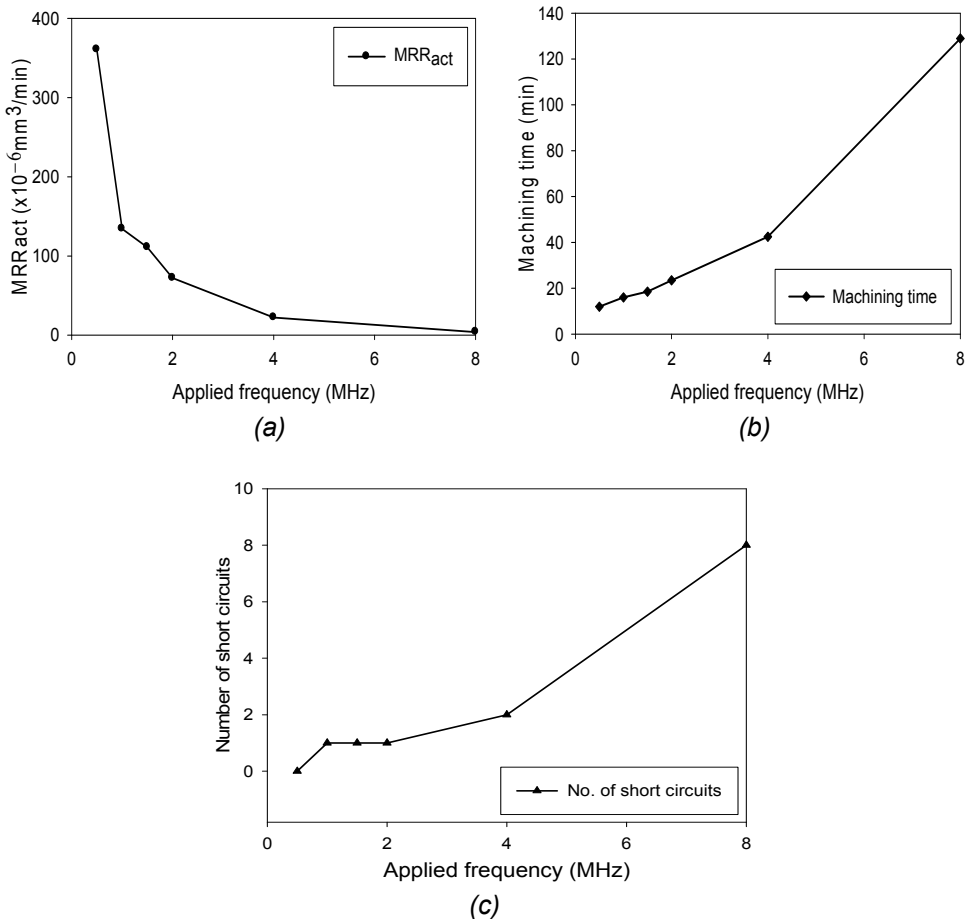 400
300
200
100
0
MRRact (x10⁻⁶mm³/min)
MRRact
0 2 4 6 8
Applied frequency (MHz)
(a)
140
120
100
80
60
40
20
0
Machining time (min)
Machining time
0 2 4 6 8
Applied frequency (MHz)
(b)
10
8
6
4
2
0
Number of short circuits
No. of short circuits
0 2 4 6 8
Applied frequency (MHz)
(c)